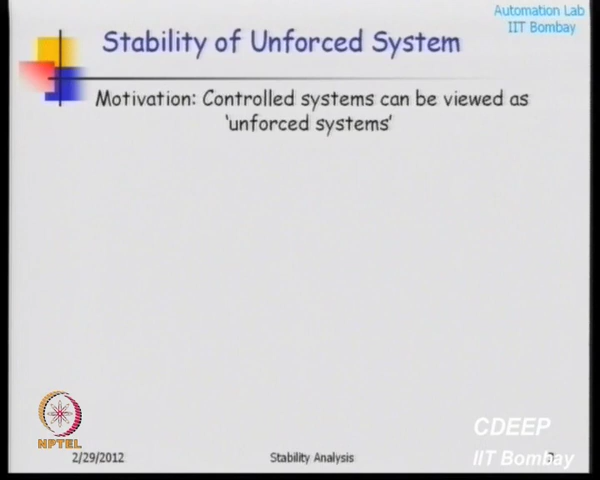 Automation Lab
IIT Bombay
Stability of Unforced System
Motivation: Controlled systems can be viewed as
'unforced systems'
NPTEL
2/29/2012
Stability Analysis
CDEEP
IIT Bombay